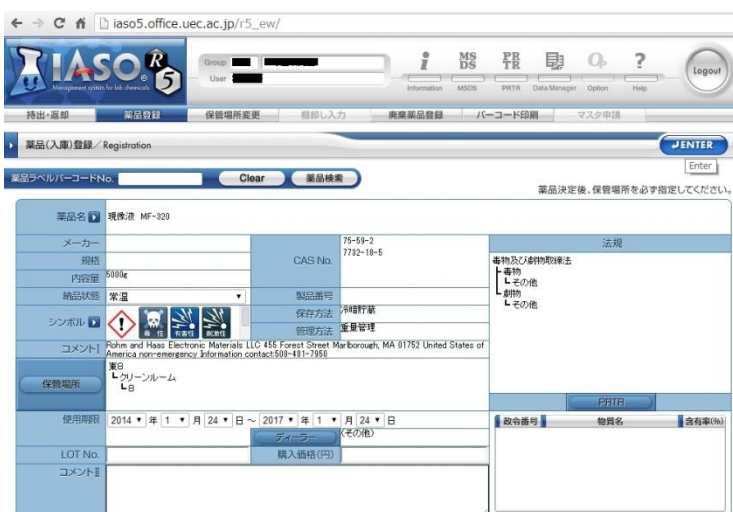 iaso5.office.uec.ac.jp/r5_ew/
IASO R5
Management system for lab chemicals
Group
User
Information
MS DS
MSDS
PR TR
PRTR
Data Manager
Option
Help
Logout
持出・返却 薬品登録 保管場所変更 棚卸し入力 廃棄薬品登録 バーコード印刷 マスタ申請
薬品(入庫)登録/Registration
ENTER
Enter
薬品ラベルバーコードNo. Clear 薬品検索
薬品決定後、保管場所を必ず指定してください。
薬品名 現像液 MF-320
メーカー
規格
CAS No.
75-59-2
7732-18-5
内容量 5000g
納品状態 常温
製品番号
シンボル
毒性 有害性 刺激性
保存方法 冷暗貯蔵
管理方法 重量管理
コメントⅠ Rohm and Haas Electronic Materials LLC 455 Forest Street Marlborough, MA 01752 United States of
America non-emergency Information contact:508-481-7950
保管場所
東8
クリーンルーム
8
法規
毒物及び劇物取締法
毒物
その他
劇物
その他
PRTR
政令番号 物質名 含有率(%)
使用期限 2014 年 1 月 24 日 ~ 2017 年 1 月 24 日
ディーラー (その他)
LOT No. 購入価格(円)
コメントⅡ